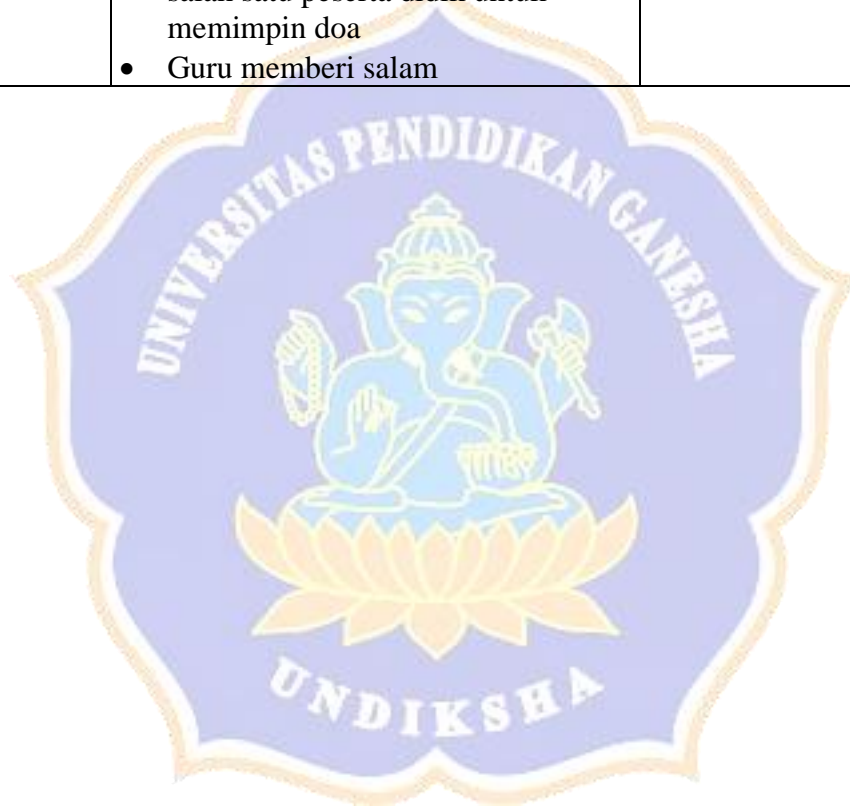 salah satu peserta didik untuk
memimpin doa
• Guru memberi salam
UNIVERSITAS PENDIDIKAN GANESHA
UNDIKSHA